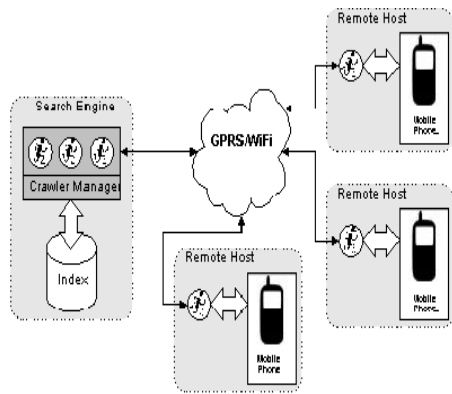 Search Engine
Crawler Manager
Index
GPRS/WiFi
Remote Host
Mobile
Phone
Remote Host
Mobile
Phone
Remote Host
Mobile
Phone